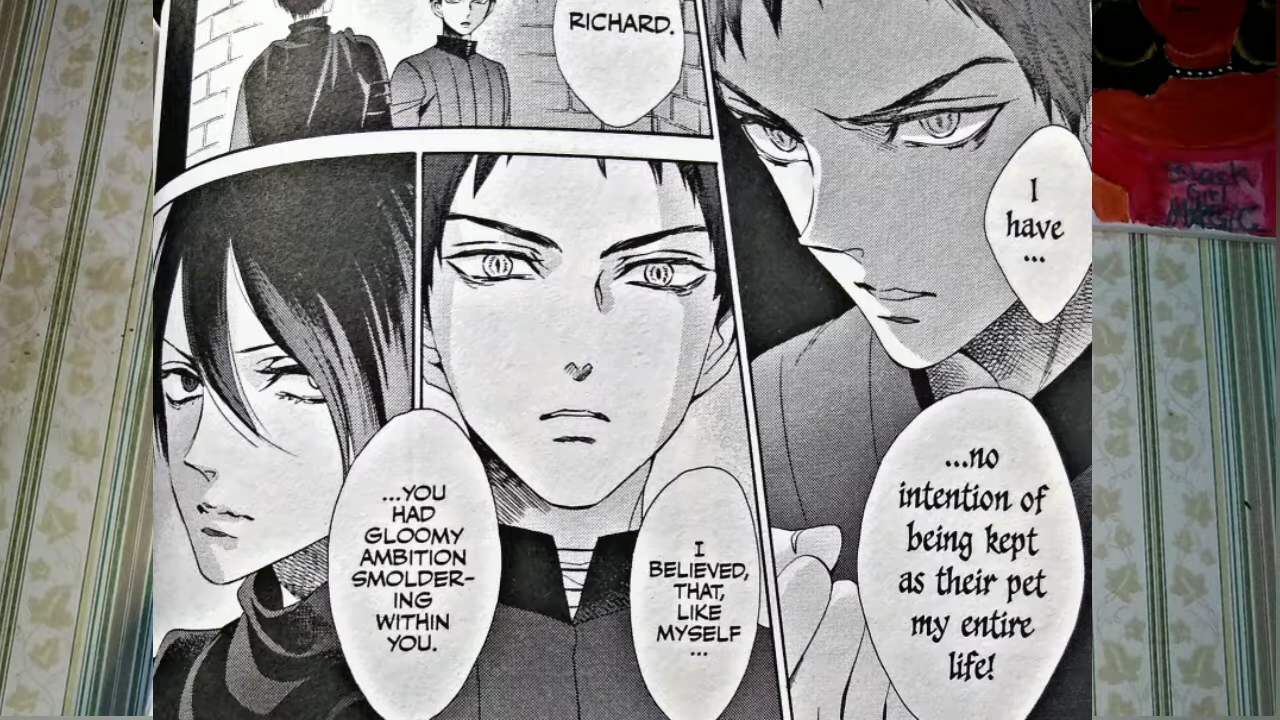 I
have
...
...no
intention of
being kept
as their pet
my entire
life!
RICHARD.
I
BELIEVED,
THAT,
LIKE
MYSELF
...
...YOU
HAD
GLOOMY
AMBITION
SMOLDER-
ING
WITHIN
YOU.
Black
Girl
MAGIC